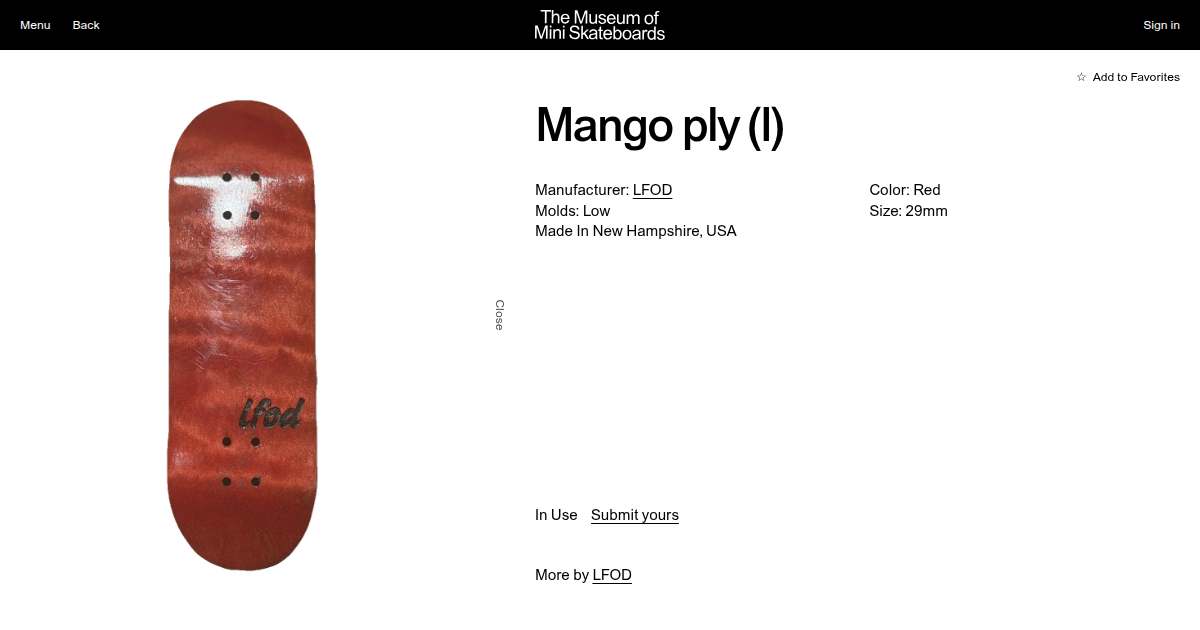 Menu
Back
The Museum of
Mini Skateboards
Sign in
☆ Add to Favorites
Mango ply (l)
Manufacturer: LFOD
Molds: Low
Made In New Hampshire, USA
Color: Red
Size: 29mm
Close
lfod
In Use Submit yours
More by LFOD